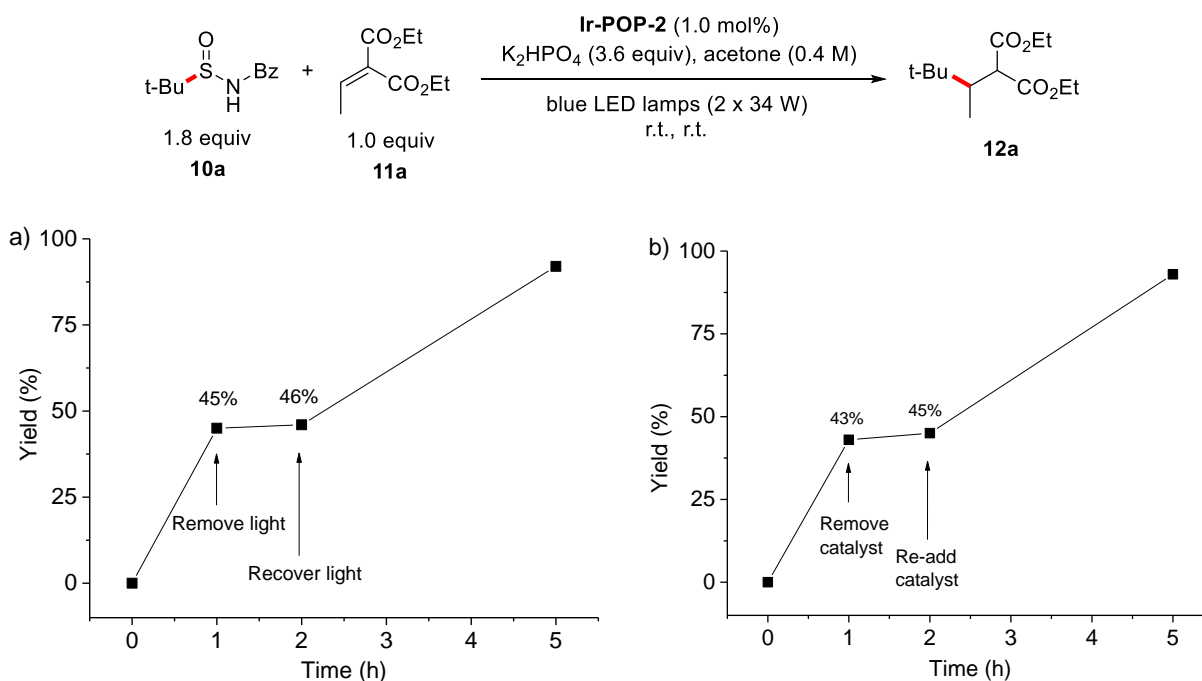 Ir-POP-2 (1.0 mol%)
K2HPO4 (3.6 equiv), acetone (0.4 M)
blue LED lamps (2 x 34 W)
r.t., r.t.
O
t-Bu S N Bz
H
1.8 equiv
10a
+
CO2Et
CO2Et
1.0 equiv
11a
CO2Et
t-Bu CO2Et
12a
a)
Yield (%)
100
75
50
25
0
45%
46%
Remove light
Recover light
0 1 2 3 4 5
Time (h)
b)
Yield (%)
100
75
50
25
0
43%
45%
Remove
catalyst
Re-add
catalyst
0 1 2 3 4 5
Time (h)